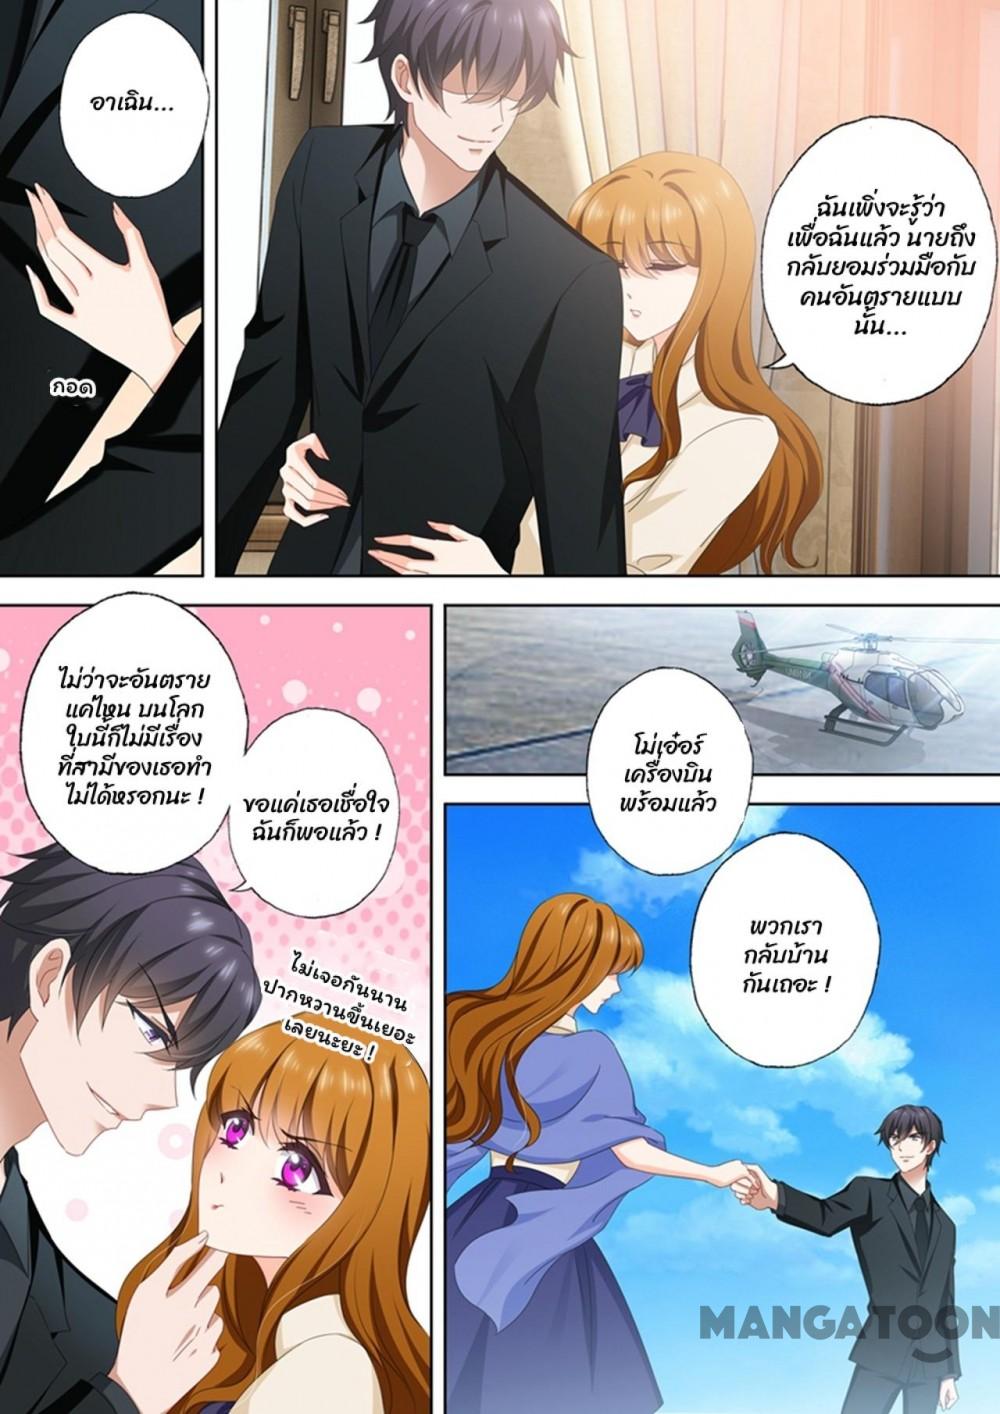 อาเฉิน...
กอด
ฉันเพิ่งจะรู้ว่า
เพื่อฉันแล้ว นายถึง
กลับยอมร่วมมือกับ
คนอันตรายแบบ
นั้น...
ไม่ว่าจะอันตราย
แค่ไหน บนโลก
ใบนี้ก็ไม่มีเรื่อง
ที่สามีของเธอทำ
ไม่ได้หรอกนะ !
ขอแค่เธอเชื่อใจ
ฉันก็พอแล้ว !
ไม่เจอกันนาน
ปากหวานขึ้นเยอะ
เลยนะยะ !
โม่เอ๋อร์
เครื่องบิน
พร้อมแล้ว
พวกเรา
กลับบ้าน
กันเถอะ !
MANGATOON